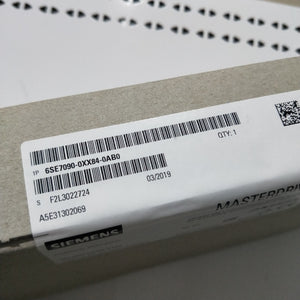 1P 6SE7090-0XX84-0AB0
QTY: 1
S F2L3022724
03/2019
A5E31302069
SIEMENS
MASTERDRI